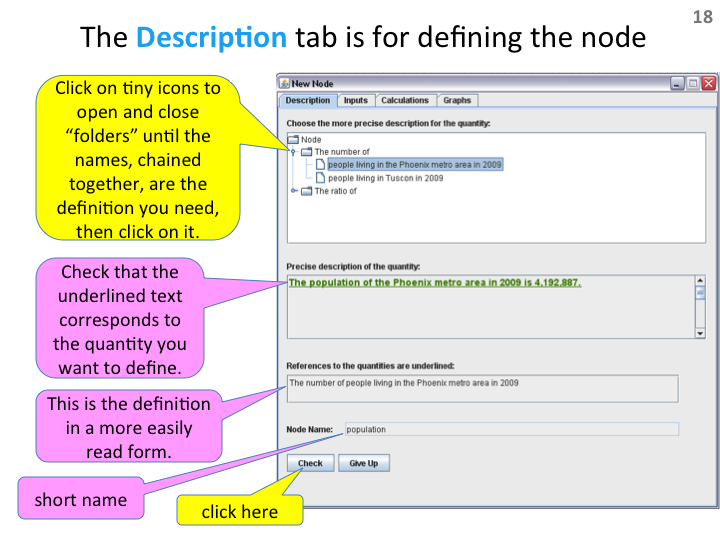 18
The Description tab is for defining the node
Click on tiny icons to
open and close
“folders” until the
names, chained
together, are the
definition you need,
then click on it.
Check that the
underlined text
corresponds to
the quantity you
want to define.
This is the definition
in a more easily
read form.
short name
click here
New Node
Description Inputs Calculations Graphs
Choose the more precise description for the quantity:
Node
The number of
people living in the Phoenix metro area in 2009
people living in Tuscon in 2009
The ratio of
Precise description of the quantity:
The population of the Phoenix metro area in 2009 is 4,192,887.
References to the quantities are underlined:
The number of people living in the Phoenix metro area in 2009
Node Name: population
Check Give Up